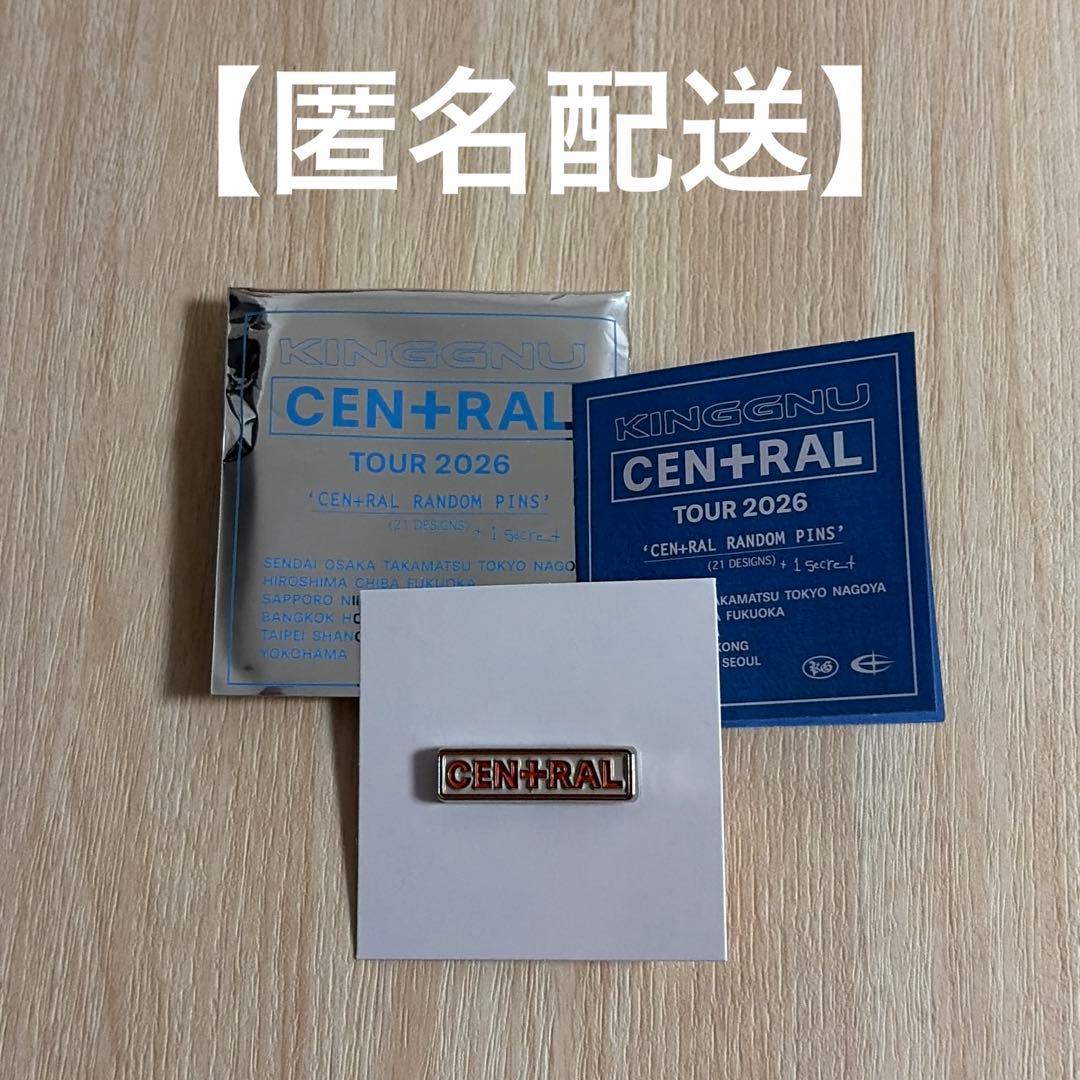 【匿名配送】
KINGGNU
CEN+RAL
TOUR 2026
'CEN+RAL RANDOM PINS'
(21 DESIGNS) + 1 secret
SENDAI OSAKA TAKAMATSU TOKYO NAGO
HIROSHIMA CHIBA FUKUOKA
SAPPORO
BANGKOK
TAIPEI
YOKOHAMA
KINGGNU
CEN+RAL
TOUR 2026
'CEN+RAL RANDOM PINS'
(21 DESIGNS) + 1 secret
AKAMATSU TOKYO NAGOYA
FUKUOKA
KONG
SEOUL
CEN+RAL